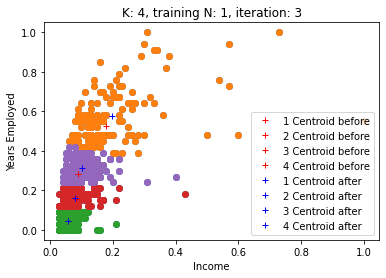 K: 4, training N: 1, iteration: 3
1.0
0.8
0.6
0.4
0.2
0.0
Years Employed
1 Centroid before
2 Centroid before
3 Centroid before
4 Centroid before
1 Centroid after
2 Centroid after
3 Centroid after
4 Centroid after
0.0 0.2 0.4 0.6 0.8 1.0
Income